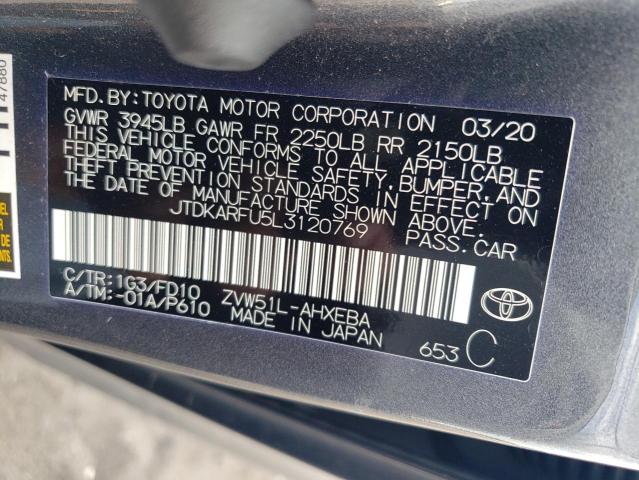 47880
MFD. BY: TOYOTA MOTOR CORPORATION 03/20
GVWR 3945LB GAWR FR 2250LB RR 2150LB
THIS VEHICLE CONFORMS TO ALL APPLICABLE
FEDERAL MOTOR VEHICLE SAFETY, BUMPER, AND
THEFT PREVENTION STANDARDS IN EFFECT ON
THE DATE OF MANUFACTURE SHOWN ABOVE.
JTDKARFU5L3120769 PASS. CAR
C/TR: 1G3/FD10 ZVW51L-AHXEBA
A/TM: -01A/P610 MADE IN JAPAN
653 C